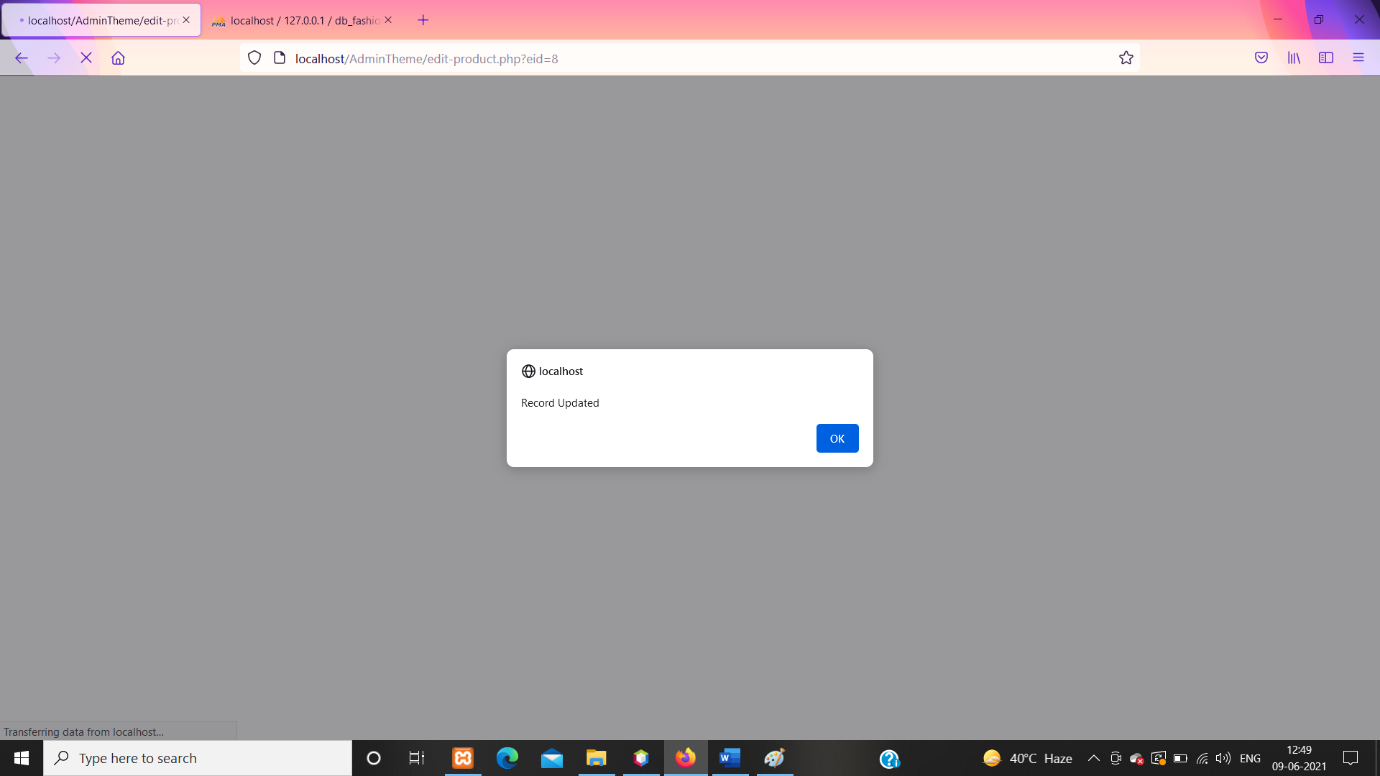 localhost/AdminTheme/edit-pr
PMA localhost / 127.0.0.1 / db_fashio
localhost/AdminTheme/edit-product.php?eid=8
localhost
Record Updated
OK
Transferring data from localhost...
Type here to search
40°C Haze
ENG
12:49
09-06-2021